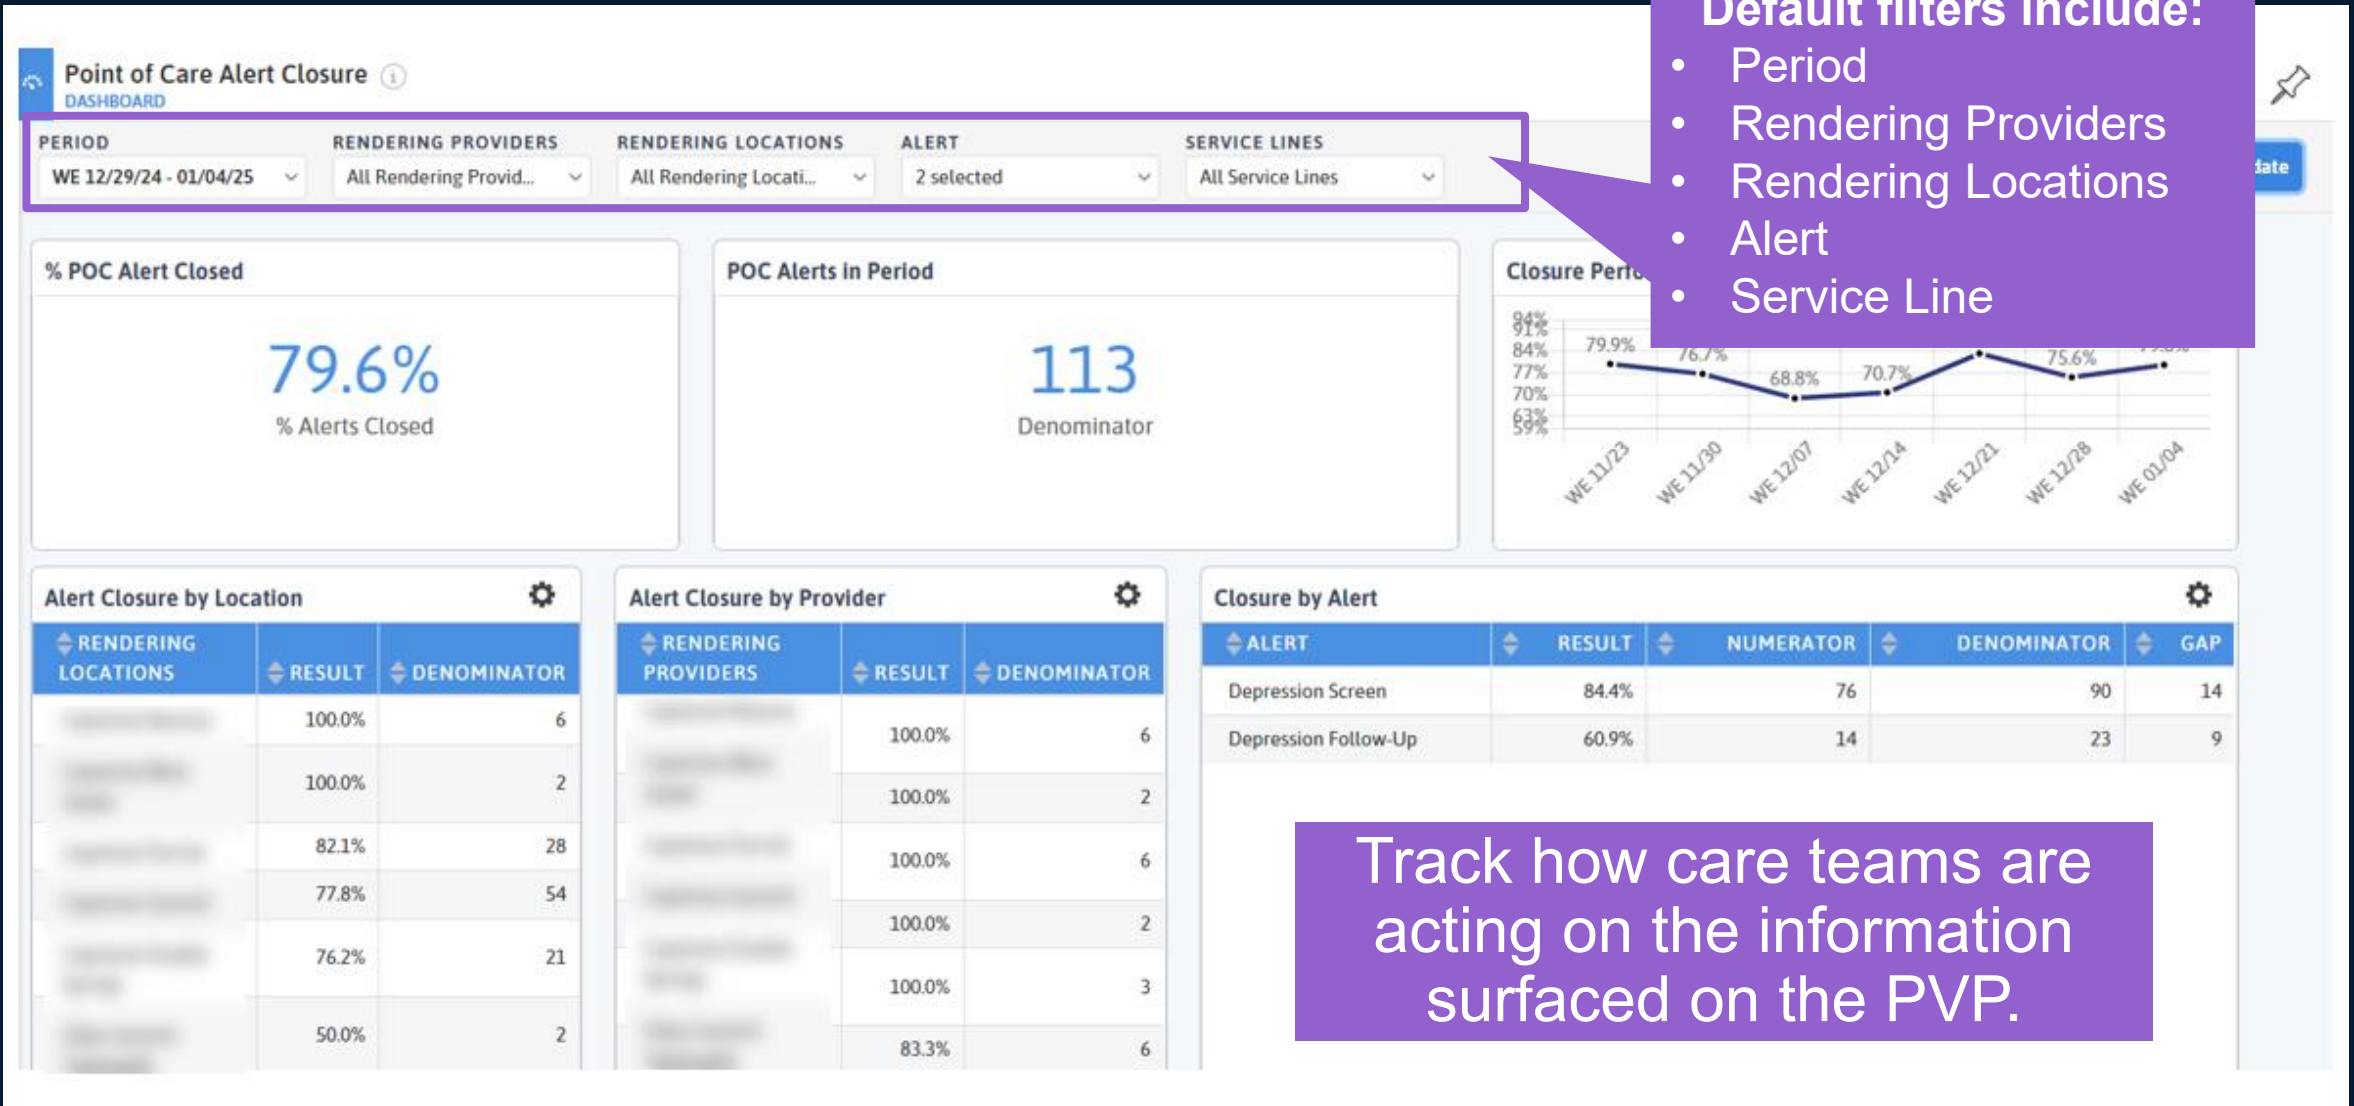 Default filters include:
• Period
• Rendering Providers
• Rendering Locations
• Alert
• Service Line
Point of Care Alert Closure
DASHBOARD
PERIOD
WE 12/29/24 - 01/04/25
RENDERING PROVIDERS
All Rendering Provid...
RENDERING LOCATIONS
All Rendering Locati...
ALERT
2 selected
SERVICE LINES
All Service Lines
% POC Alert Closed
79.6%
% Alerts Closed
POC Alerts in Period
113
Denominator
Closure
94%
91%
84%
77%
70%
63%
59%
79.9%
76.7%
68.8%
70.7%
75.6%
WE 11/23
WE 11/30
WE 12/07
WE 12/14
WE 12/21
WE 12/28
WE 01/04
Alert Closure by Location
RENDERING LOCATIONS RESULT DENOMINATOR
100.0% 6
100.0% 2
82.1% 28
77.8% 54
76.2% 21
50.0% 2
Alert Closure by Provider
RENDERING PROVIDERS RESULT DENOMINATOR
100.0% 6
100.0% 2
100.0% 6
100.0% 2
100.0% 3
83.3% 6
Closure by Alert
ALERT RESULT NUMERATOR DENOMINATOR GAP
Depression Screen 84.4% 76 90 14
Depression Follow-Up 60.9% 14 23 9
Track how care teams are
acting on the information
surfaced on the PVP.